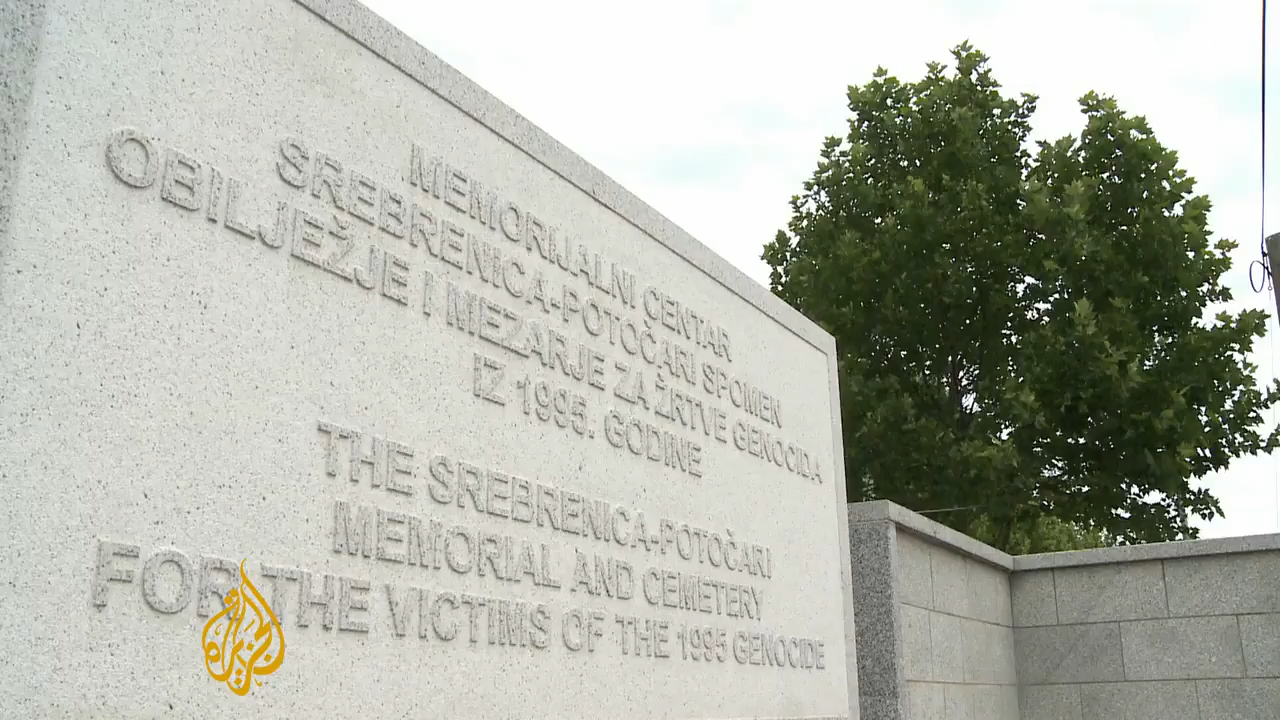 MEMORIJALNI CENTAR
SREBRENICA-POTOČARI SPOMEN
OBILJEŽJE I MEZARJE ZA ŽRTVE GENOCIDA
IZ 1995. GODINE
THE SREBRENICA-POTOČARI
MEMORIAL AND CEMETERY
FOR THE VICTIMS OF THE 1995 GENOCIDE
الجزيرة